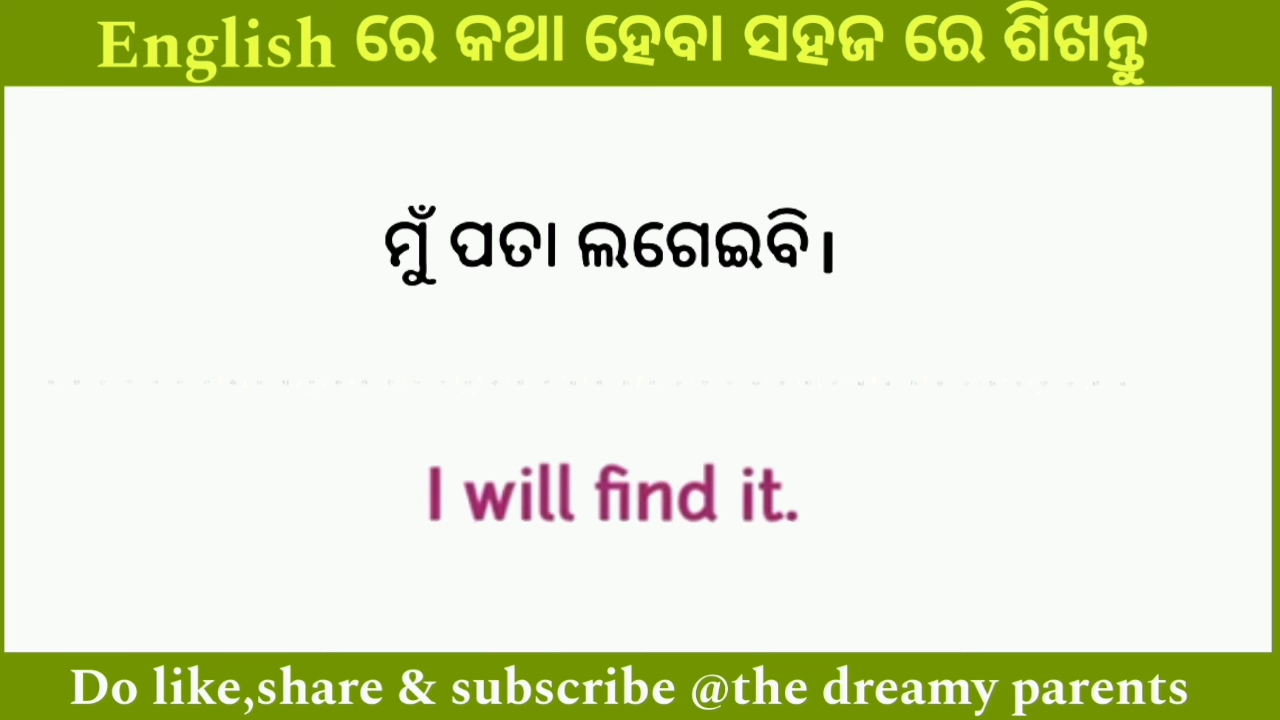 English ରେ କଥା ହେବା ସହଜ ରେ ଶିଖନ୍ତୁ
ମୁଁ ପତା ଲଗେଇବି।
I will find it.
Do like,share & subscribe @the dreamy parents